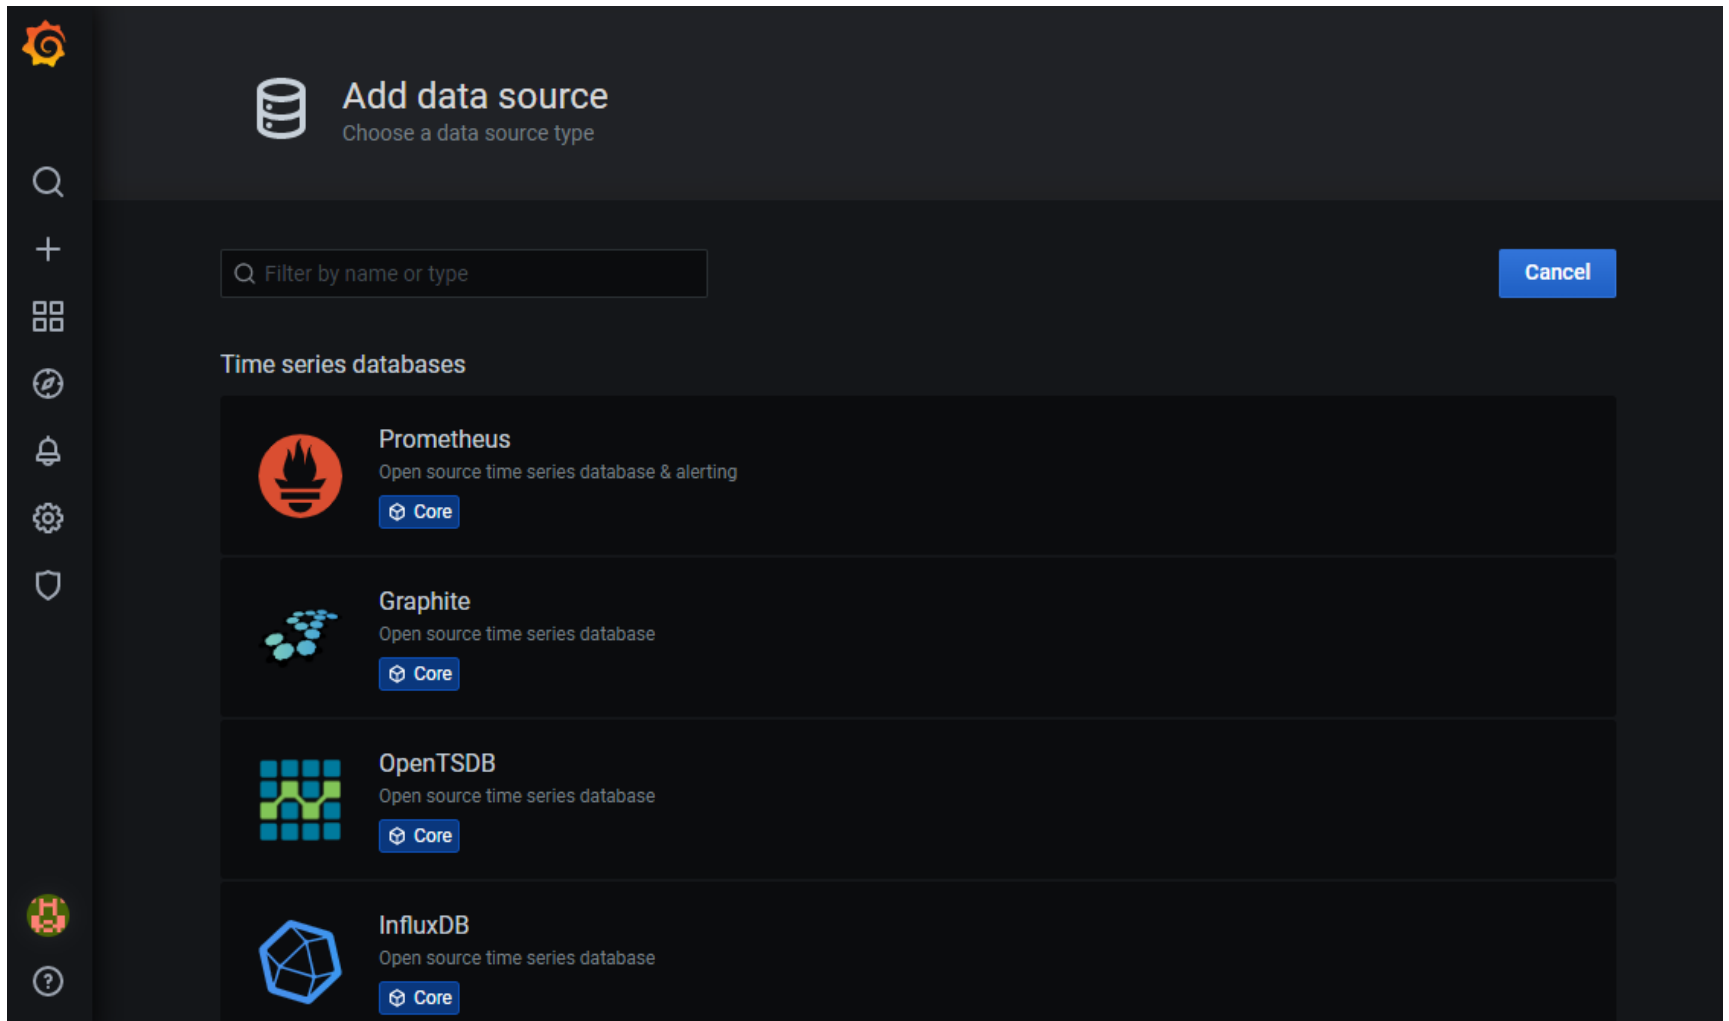 Add data source
Choose a data source type
Filter by name or type
Cancel
Time series databases
Prometheus
Open source time series database & alerting
Core
Graphite
Open source time series database
Core
OpenTSDB
Open source time series database
Core
InfluxDB
Open source time series database
Core